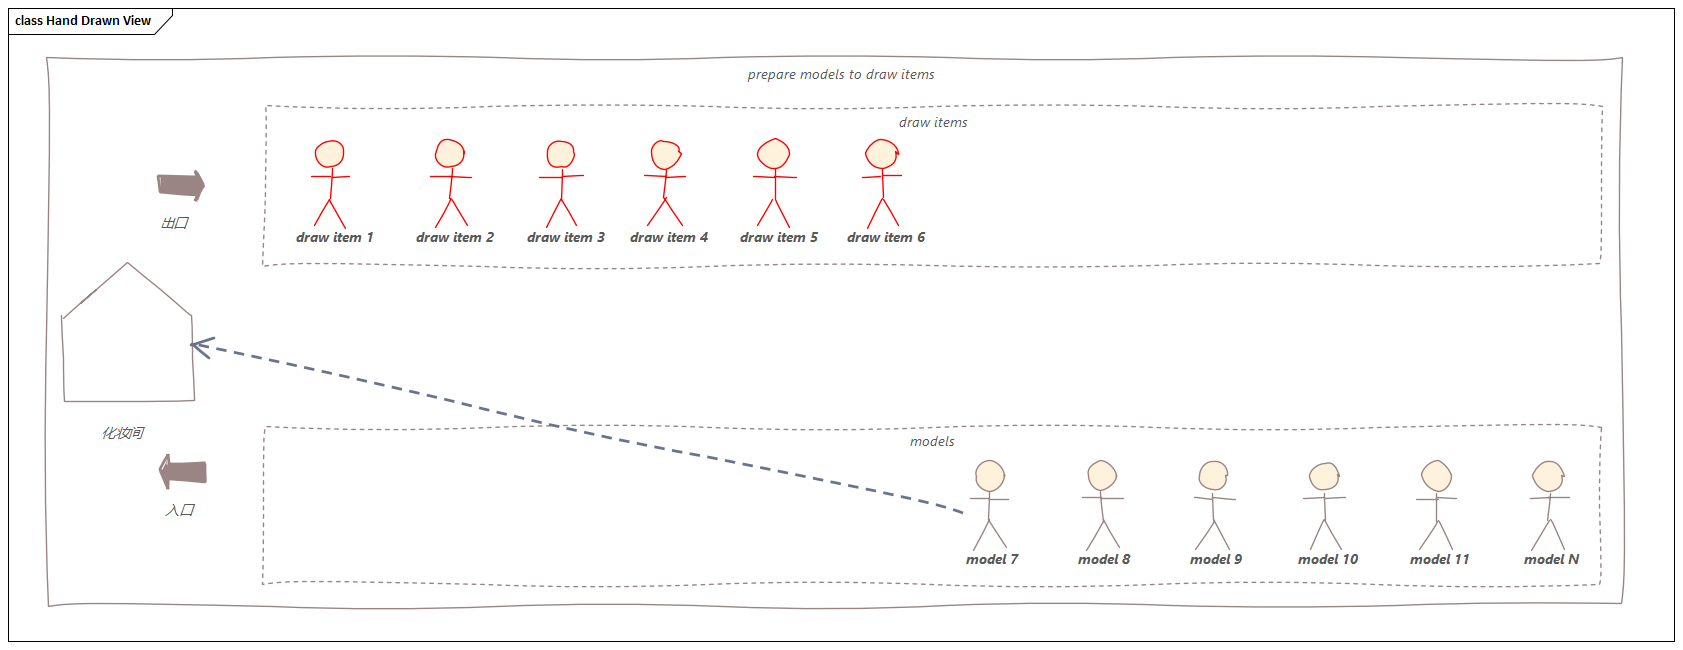 class Hand Drawn View
prepare models to draw items
draw items
draw item 1
draw item 2
draw item 3
draw item 4
draw item 5
draw item 6
出口
化妆间
入口
models
model 7
model 8
model 9
model 10
model 11
model N